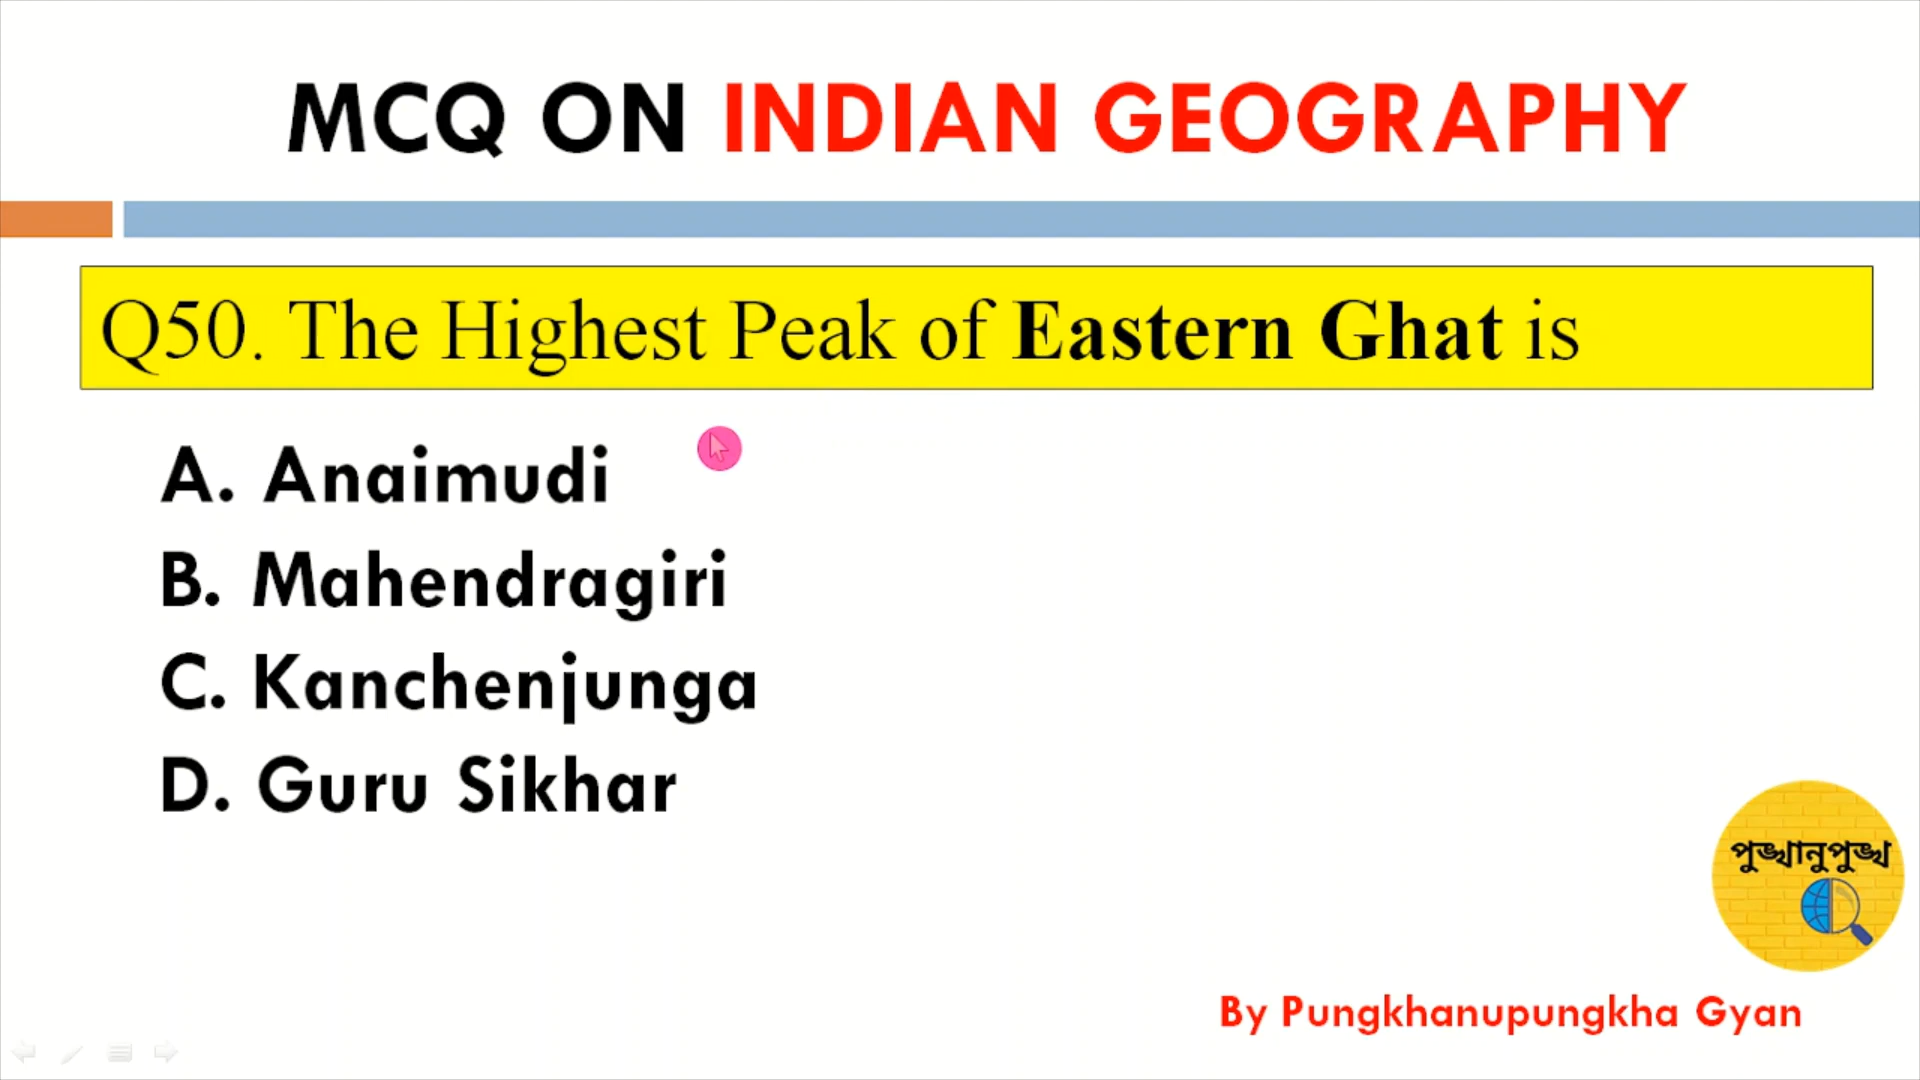 MCQ ON INDIAN GEOGRAPHY
Q50. The Highest Peak of Eastern Ghat is
A. Anaimudi
B. Mahendragiri
C. Kanchenjunga
D. Guru Sikhar
পুঙ্খানুপুঙ্খ
By Pungkhanupungkha Gyan